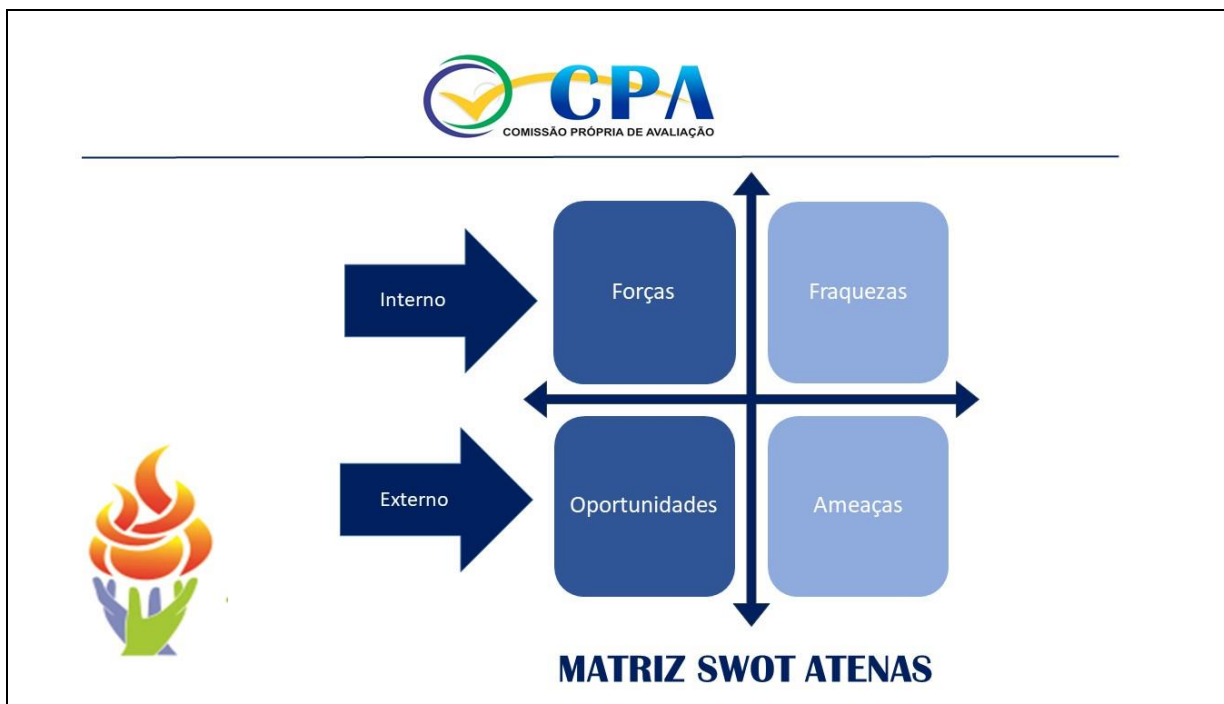 CPA
COMISSÃO PRÓPRIA DE AVALIAÇÃO
Interno
Forças
Fraquezas
Externo
Oportunidades
Ameaças
MATRIZ SWOT ATENAS